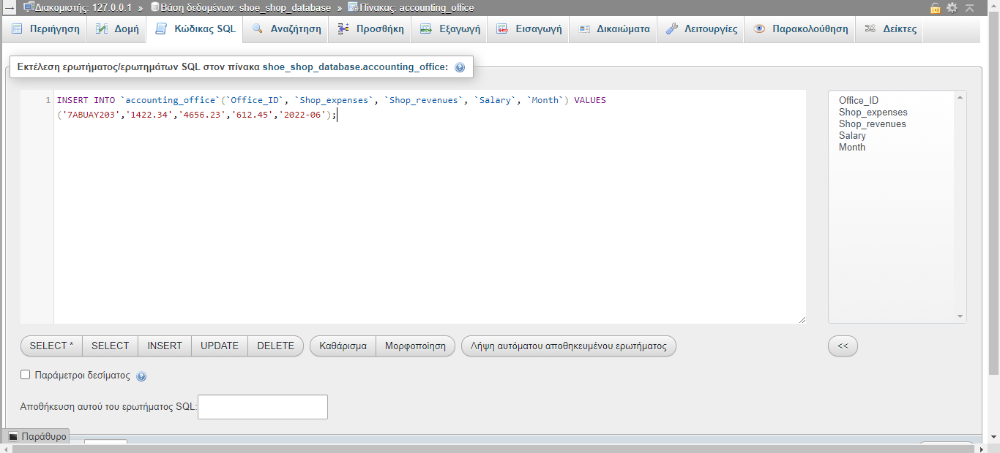 Διακομιστής: 127.0.0.1 » Βάση δεδομένων: shoe_shop_database » Πίνακας: accounting_office
Περιήγηση Δομή Κώδικας SQL Αναζήτηση Προσθήκη Εξαγωγή Εισαγωγή Δικαιώματα Λειτουργίες Παρακολούθηση Δείκτες
Εκτέλεση ερωτήματος/ερωτημάτων SQL στον πίνακα shoe_shop_database.accounting_office:
1 INSERT INTO `accounting_office`(`Office_ID`, `Shop_expenses`, `Shop_revenues`, `Salary`, `Month`) VALUES
('7ABUAY203','1422.34','4656.23','612.45','2022-06');
Office_ID
Shop_expenses
Shop_revenues
Salary
Month
SELECT * SELECT INSERT UPDATE DELETE Καθάρισμα Μορφοποίηση Λήψη αυτόματου αποθηκευμένου ερωτήματος <<
Παράμετροι δεσίματος
Αποθήκευση αυτού του ερωτήματος SQL:
Παράθυρο